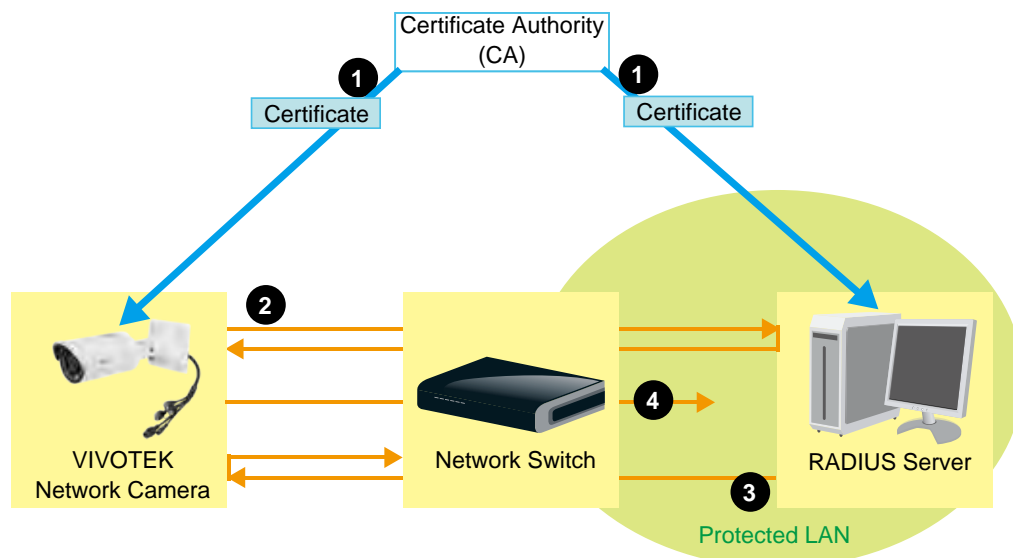 Certificate Authority
(CA)
1
1
Certificate
Certificate
2
4
VIVOTEK
Network Camera
Network Switch
RADIUS Server
3
Protected LAN